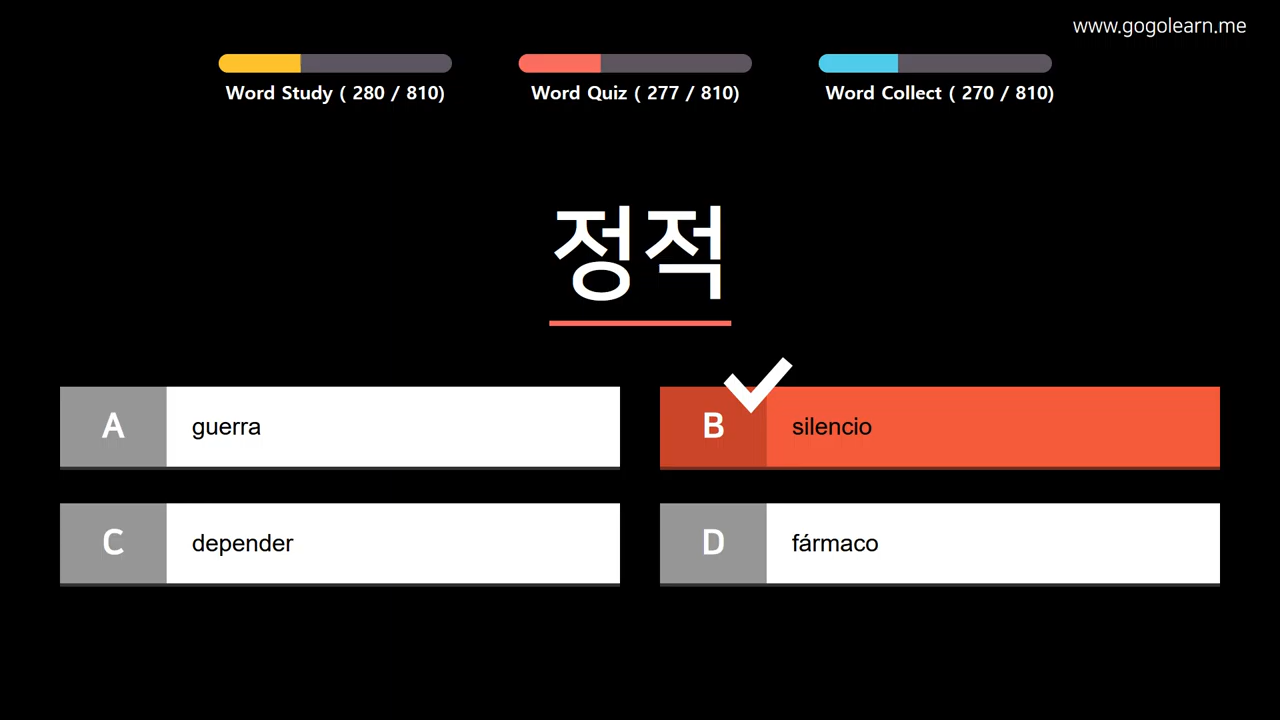 www.gogolearn.me
Word Study ( 280 / 810)
Word Quiz ( 277 / 810)
Word Collect ( 270 / 810)
정적
A guerra
B silencio
C depender
D fármaco